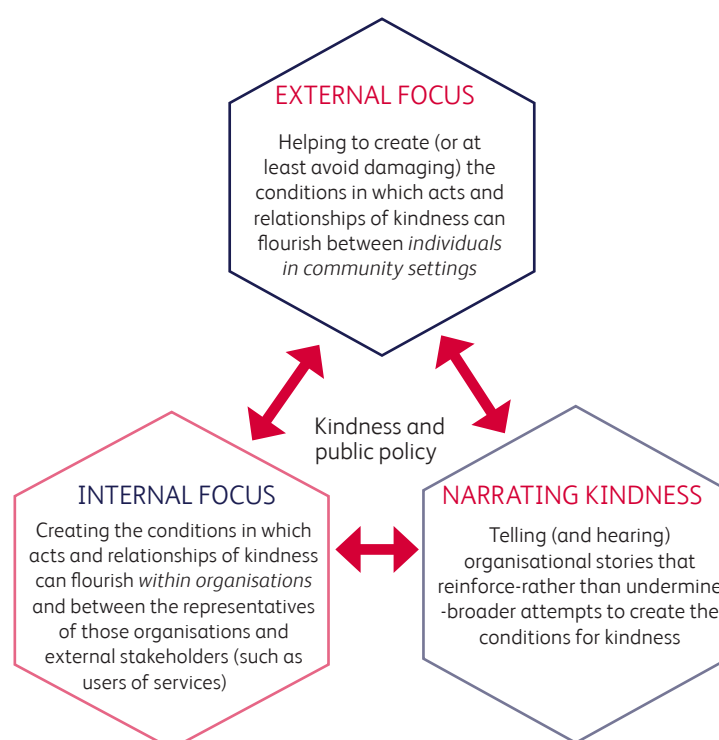 EXTERNAL FOCUS
Helping to create (or at
least avoid damaging) the
conditions in which acts and
relationships of kindness can
flourish between individuals
in community settings
Kindness and
public policy
INTERNAL FOCUS
Creating the conditions in which
acts and relationships of kindness
can flourish within organisations
and between the representatives
of those organisations and
external stakeholders (such as
users of services)
NARRATING KINDNESS
Telling (and hearing)
organisational stories that
reinforce-rather than undermine
-broader attempts to create the
conditions for kindness